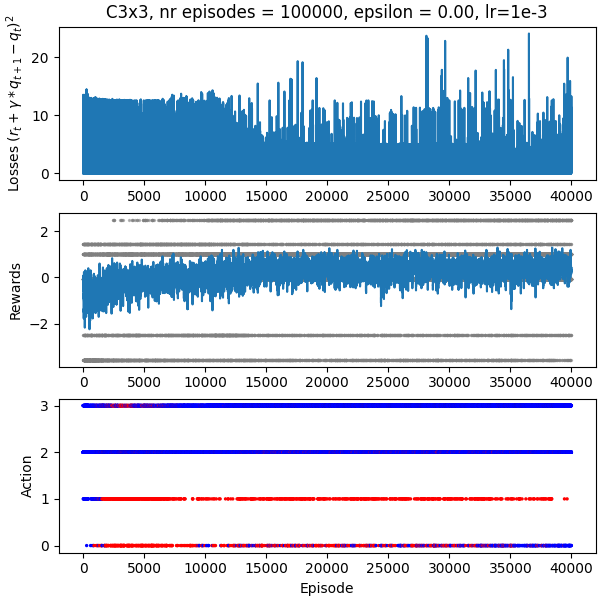 C3x3, nr episodes = 100000, epsilon = 0.00, lr=1e-3
Losses $(r_t + \gamma * q_{t+1} - q_t)^2$
20
10
0
0 5000 10000 15000 20000 25000 30000 35000 40000
Rewards
2
0
−2
0 5000 10000 15000 20000 25000 30000 35000 40000
Action
3
2
1
0
0 5000 10000 15000 20000 25000 30000 35000 40000
Episode